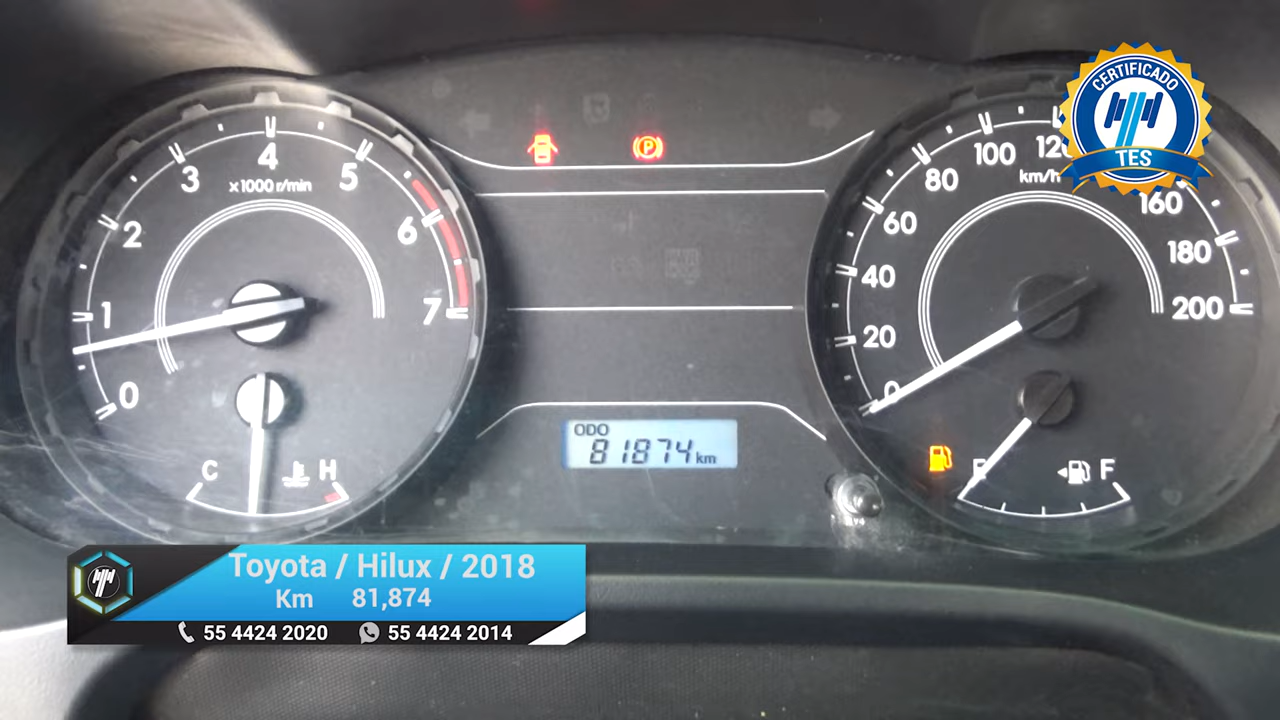 CERTIFICADO
TES
0
1
2
3
4
5
6
7
x1000 r/min
C
H
P
ODO
81874 km
0
20
40
60
80
100
120
km/h
160
180
200
E
F
Toyota / Hilux / 2018
Km 81,874
55 4424 2020 55 4424 2014